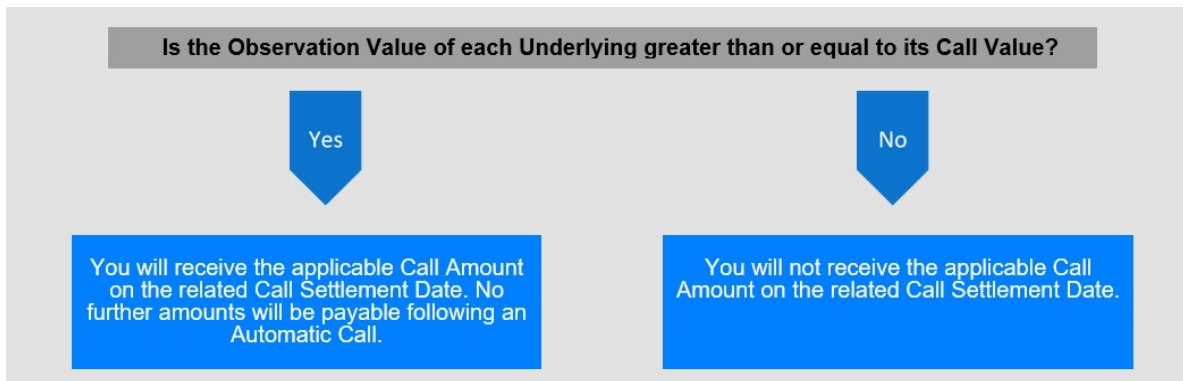 Is the Observation Value of each Underlying greater than or equal to its Call Value?
Yes
No
You will receive the applicable Call Amount
on the related Call Settlement Date. No
further amounts will be payable following an
Automatic Call.
You will not receive the applicable Call
Amount on the related Call Settlement Date.